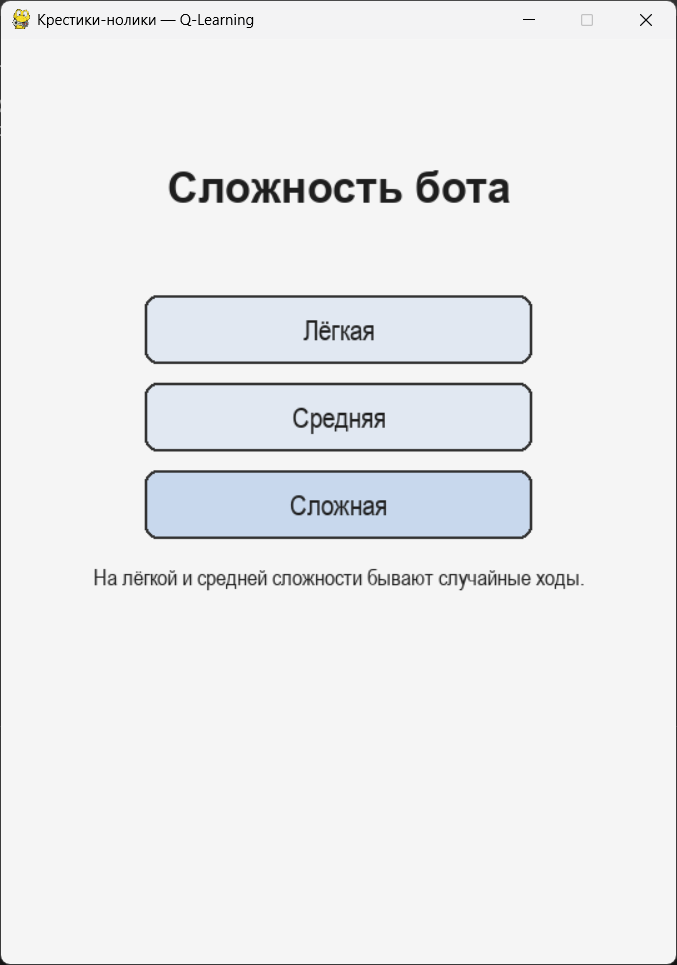 Крестики-нолики — Q-Learning
Сложность бота
Лёгкая
Средняя
Сложная
На лёгкой и средней сложности бывают случайные ходы.